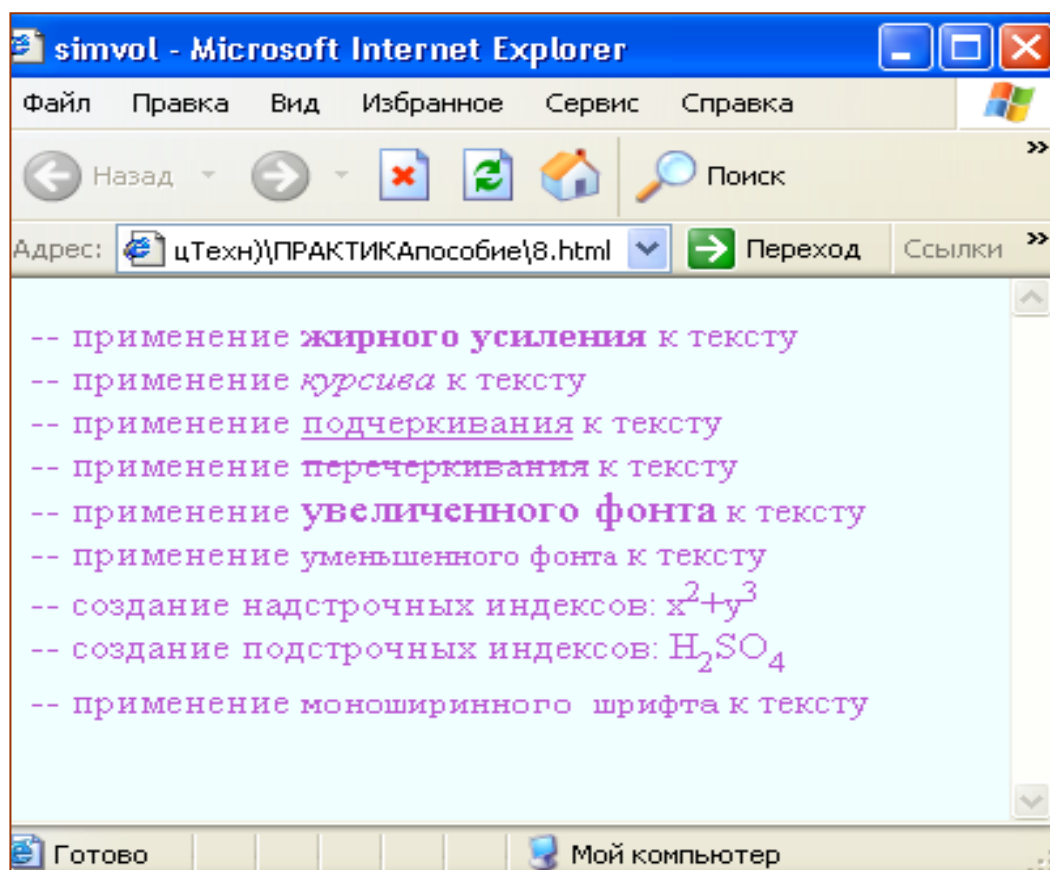 simvol - Microsoft Internet Explorer
Файл Правка Вид Избранное Сервис Справка
Назад Поиск »
Адрес: цТехн)\ПРАКТИКАпособие\8.html Переход Ссылки »
-- применение жирного усиления к тексту
-- применение курсива к тексту
-- применение подчеркивания к тексту
-- применение перечеркивания к тексту
-- применение увеличенного фонта к тексту
-- применение уменьшенного фонта к тексту
-- создание надстрочных индексов: x²+y³
-- создание подстрочных индексов: H₂SO₄
-- применение моноширинного шрифта к тексту
Готово Мой компьютер